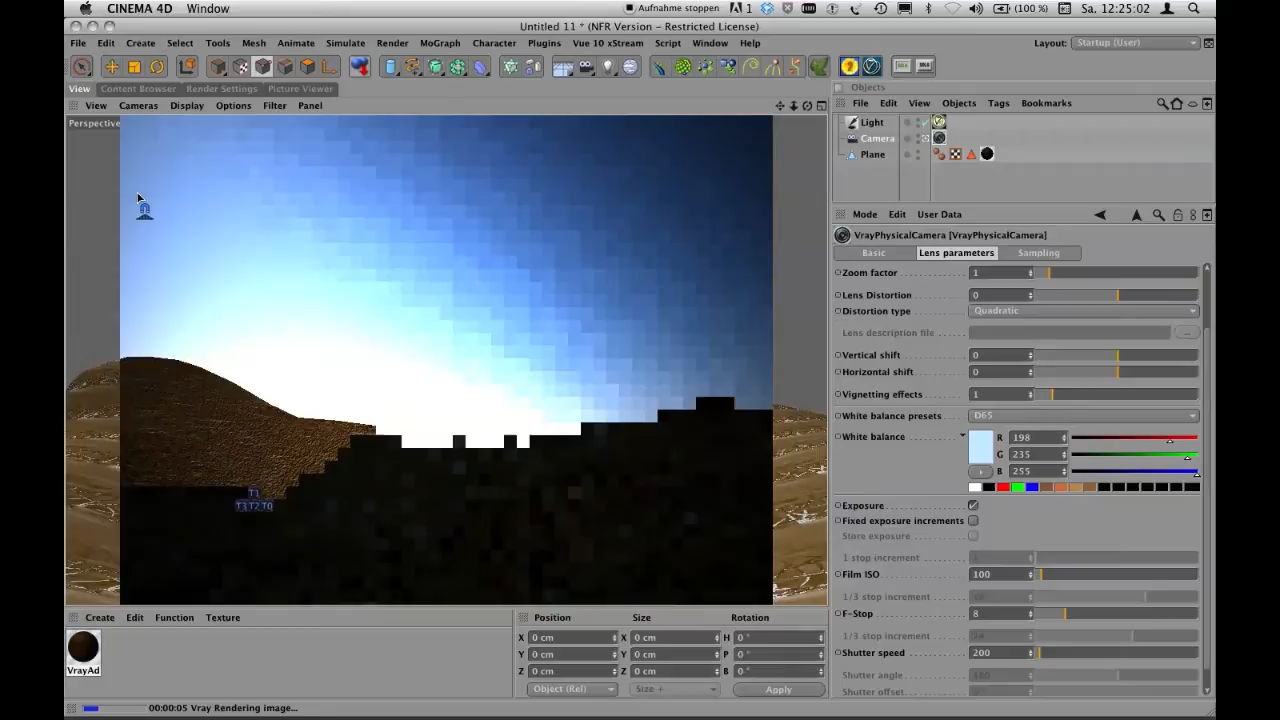 CINEMA 4D Window Aufnahme stoppen 1 (100 %) Sa. 12:25:02
Untitled 11 * (NFR Version - Restricted License)
File Edit Create Select Tools Mesh Animate Simulate Render MoGraph Character Plugins Vue 10 xStream Script Window Help Layout: Startup (User)
View Content Browser Render Settings Picture Viewer Objects
View Cameras Display Options Filter Panel File Edit View Objects Tags Bookmarks
Perspective
Light
Camera
Plane
Mode Edit User Data
VrayPhysicalCamera [VrayPhysicalCamera]
Basic Lens parameters Sampling
Zoom factor 1
Lens Distortion 0
Distortion type Quadratic
Lens description file
Vertical shift 0
Horizontal shift 0
Vignetting effects 1
White balance presets D65
White balance R 198
G 235
B 255
T1
T3 T2 T0
Exposure
Fixed exposure increments
Store exposure
1 stop increment
Film ISO 100
1/3 stop increment
F-Stop 8
1/3 stop increment
Shutter speed 200
Shutter angle 180
Shutter offset
Create Edit Function Texture Position Size Rotation
X 0 cm X 0 cm H 0 °
Y 0 cm Y 0 cm P 0 °
Z 0 cm Z 0 cm B 0 °
VrayAd
Object (Rel) Size + Apply
00:00:05 Vray Rendering image...